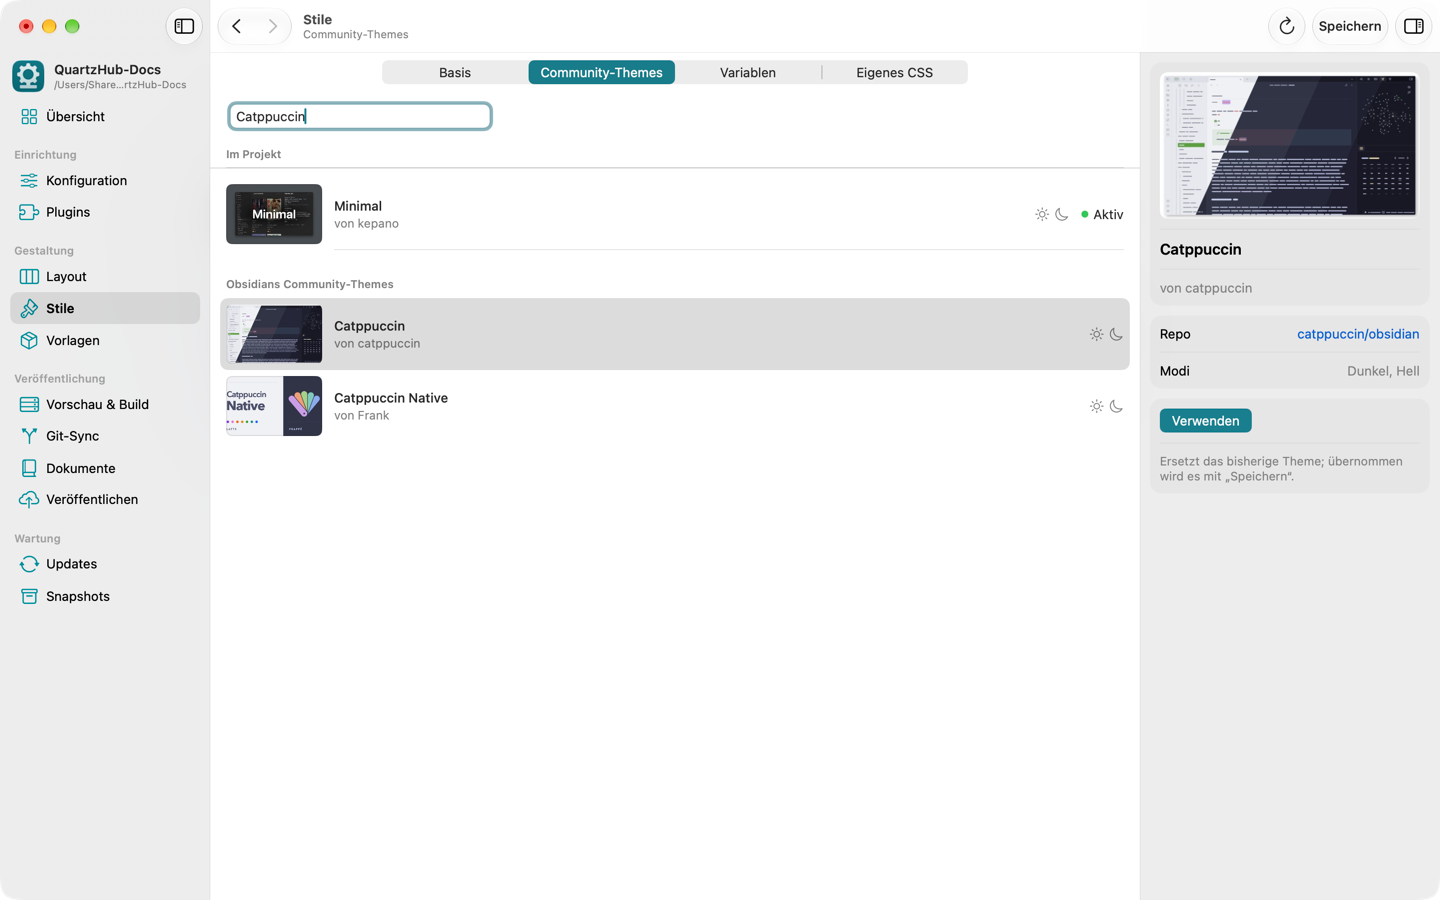 Stile
Community-Themes
Speichern
QuartzHub-Docs
/Users/Share...rtzHub-Docs
Übersicht
Einrichtung
Konfiguration
Plugins
Gestaltung
Layout
Stile
Vorlagen
Veröffentlichung
Vorschau & Build
Git-Sync
Dokumente
Veröffentlichen
Wartung
Updates
Snapshots
Basis
Community-Themes
Variablen
Eigenes CSS
Catppuccin
Im Projekt
Minimal
Minimal
von kepano
Aktiv
Obsidians Community-Themes
Catppuccin
von catppuccin
Catppuccin
Native
Catppuccin Native
von Frank
Catppuccin
von catppuccin
Repo
catppuccin/obsidian
Modi
Dunkel, Hell
Verwenden
Ersetzt das bisherige Theme; übernommen
wird es mit „Speichern“.